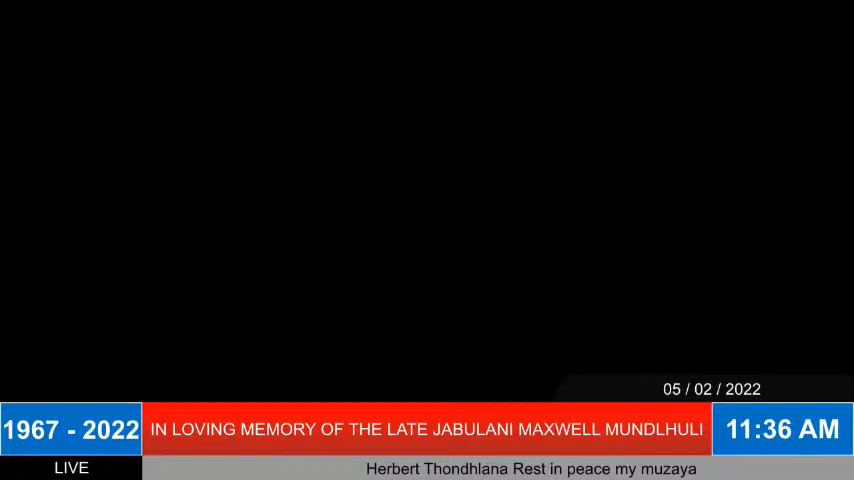 05 / 02 / 2022
1967 - 2022
IN LOVING MEMORY OF THE LATE JABULANI MAXWELL MUNDLHULI
11:36 AM
LIVE
Herbert Thondhlana Rest in peace my muzaya